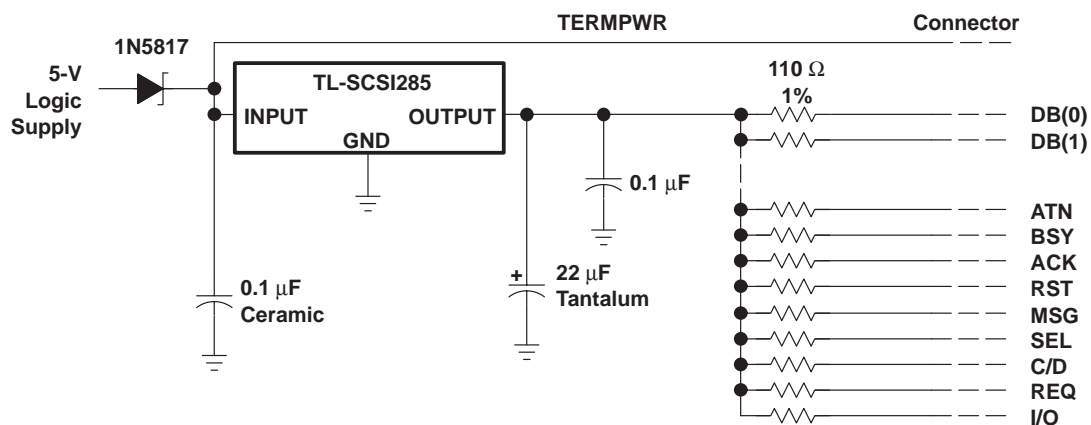 TERMPWR
Connector
1N5817
5-V
Logic
Supply
TL-SCSI285
INPUT
OUTPUT
GND
110 Ω
1%
DB(0)
DB(1)
0.1 μF
ATN
BSY
ACK
RST
MSG
SEL
C/D
REQ
I/O
0.1 μF
Ceramic
+
22 μF
Tantalum